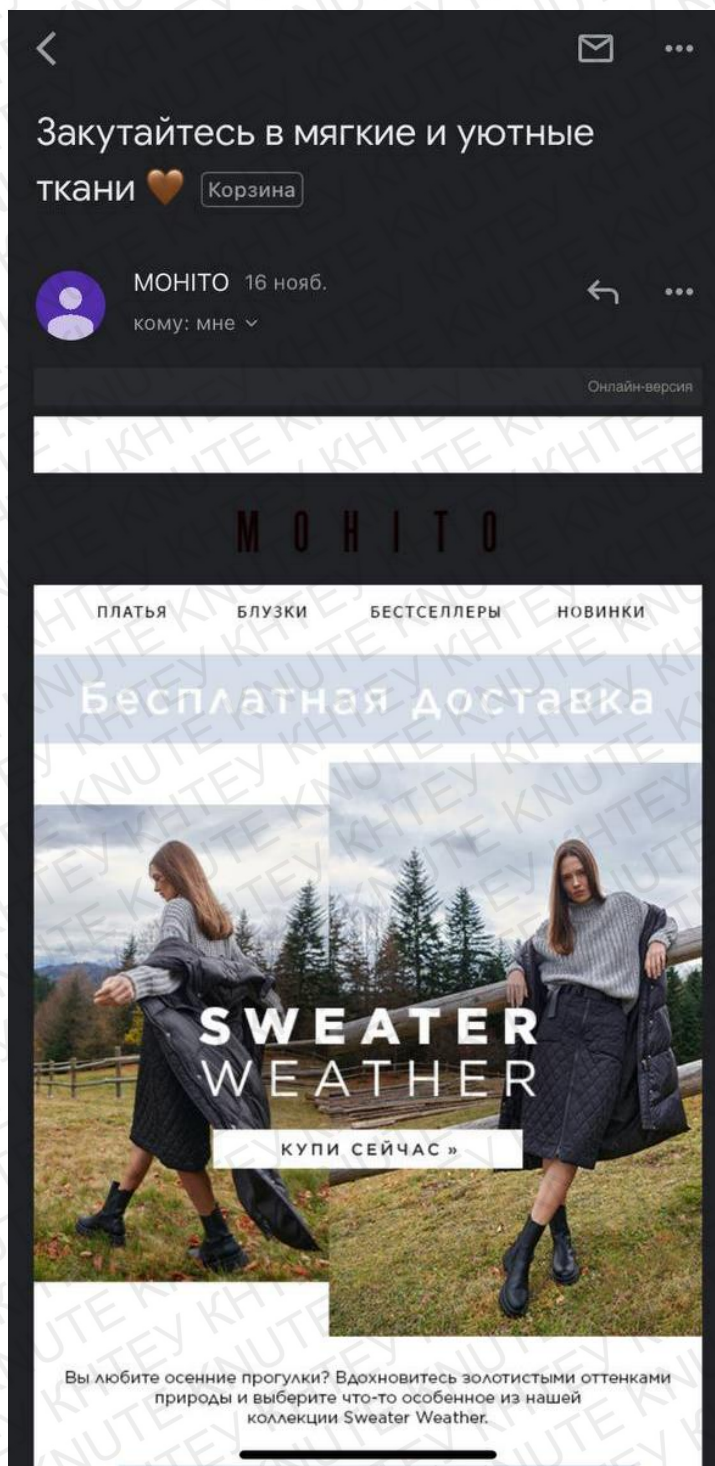 Закутайтесь в мягкие и уютные
ткани 🤎 Корзина
MOHITO 16 нояб.
кому: мне
Онлайн-версия
MOHITO
ПЛАТЬЯ БЛУЗКИ БЕСТСЕЛЛЕРЫ НОВИНКИ
Бесплатная доставка
SWEATER
WEATHER
КУПИ СЕЙЧАС »
Вы любите осенние прогулки? Вдохновитесь золотистыми оттенками
природы и выберите что-то особенное из нашей
коллекции Sweater Weather.